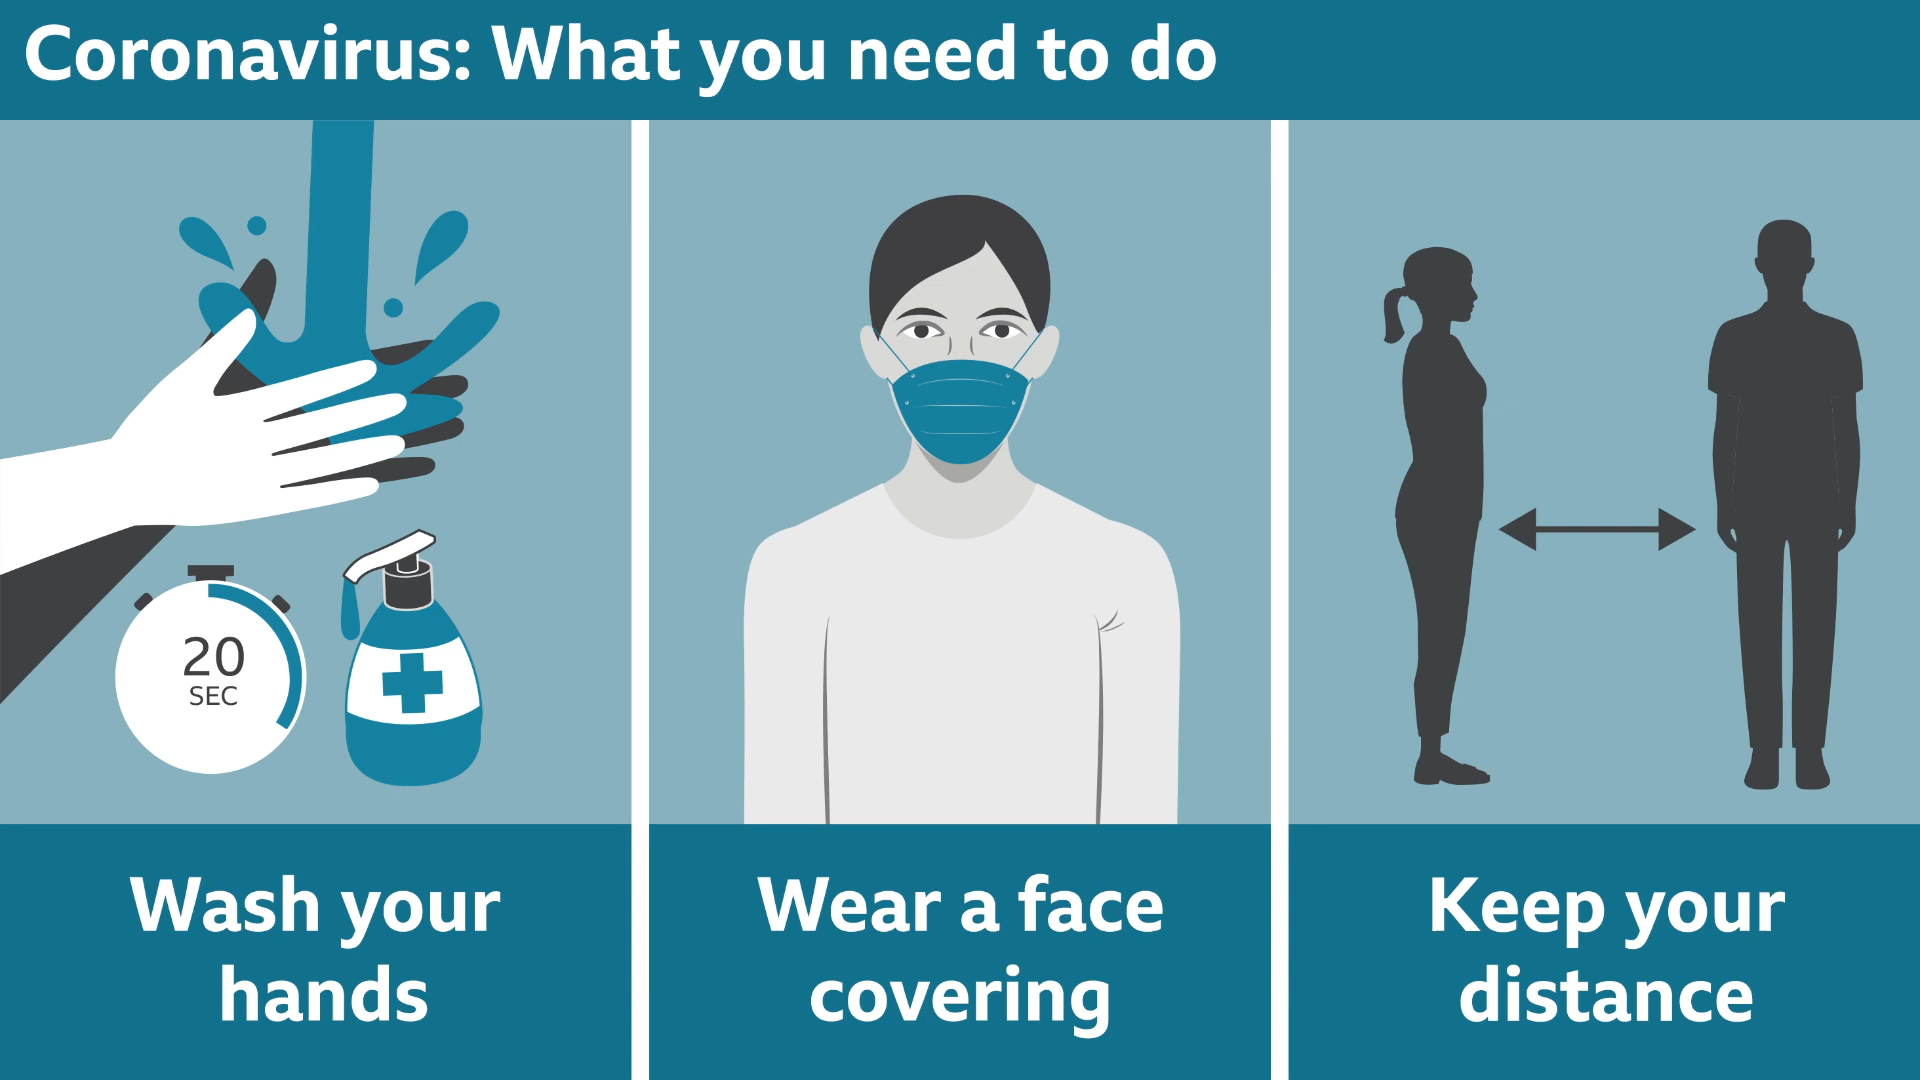 Coronavirus: What you need to do
20
SEC
Wash your
hands
Wear a face
covering
Keep your
distance